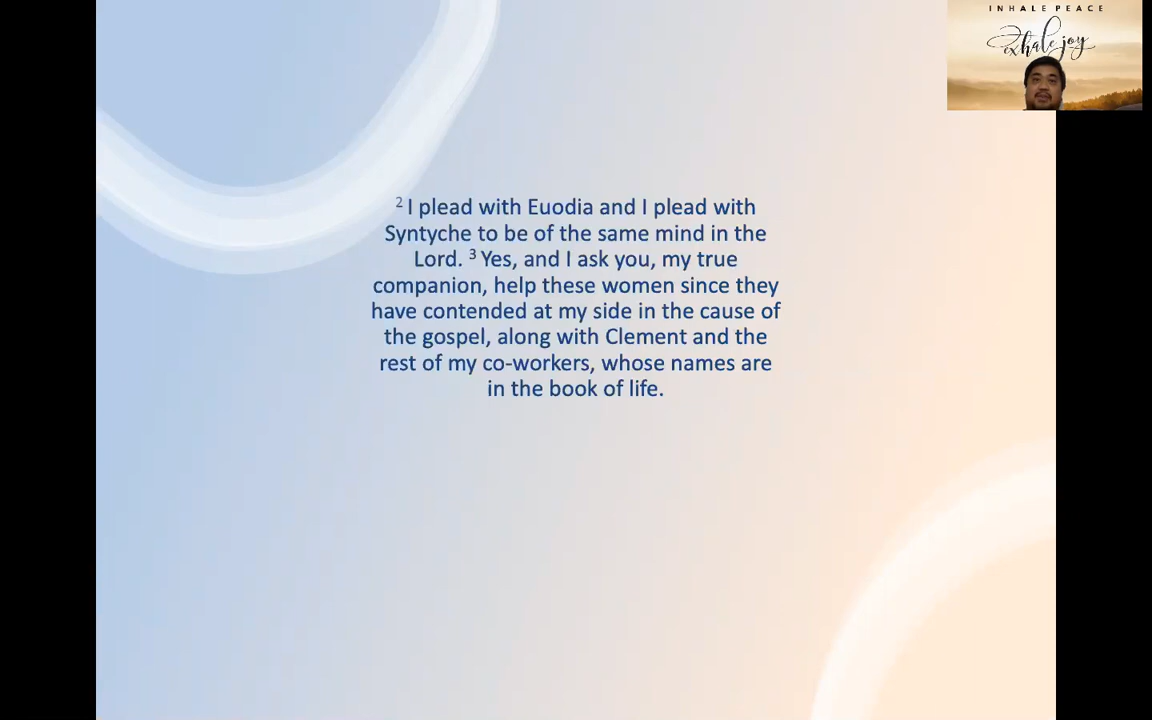 INHALE PEACE
exhale joy
² I plead with Euodia and I plead with
Syntyche to be of the same mind in the
Lord. ³ Yes, and I ask you, my true
companion, help these women since they
have contended at my side in the cause of
the gospel, along with Clement and the
rest of my co-workers, whose names are
in the book of life.